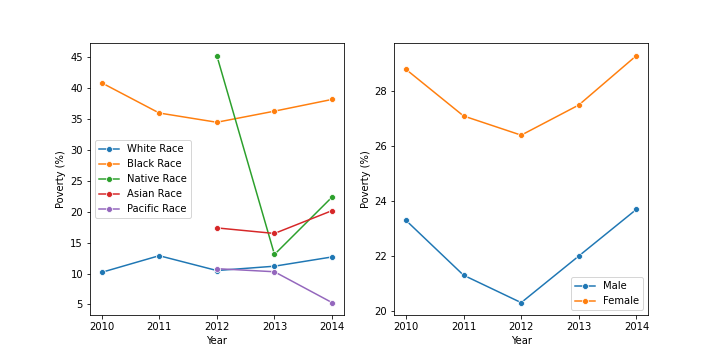 45
40
35
30
25
20
15
10
5
Poverty (%)
White Race
Black Race
Native Race
Asian Race
Pacific Race
2010 2011 2012 2013 2014
Year
28
26
24
22
20
Poverty (%)
Male
Female
2010 2011 2012 2013 2014
Year